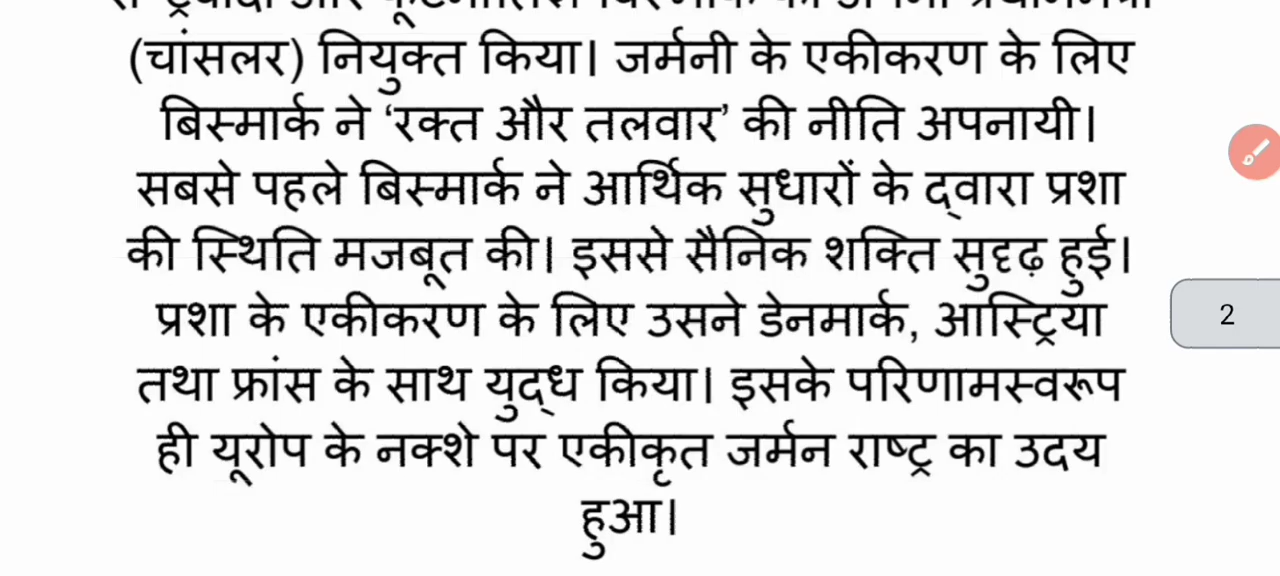 (चांसलर) नियुक्त किया। जर्मनी के एकीकरण के लिए
बिस्मार्क ने ‘रक्त और तलवार’ की नीति अपनायी।
सबसे पहले बिस्मार्क ने आर्थिक सुधारों के द्वारा प्रशा
की स्थिति मजबूत की। इससे सैनिक शक्ति सुदृढ़ हुई।
प्रशा के एकीकरण के लिए उसने डेनमार्क, आस्ट्रिया
तथा फ्रांस के साथ युद्ध किया। इसके परिणामस्वरूप
ही यूरोप के नक्शे पर एकीकृत जर्मन राष्ट्र का उदय
हुआ।
2